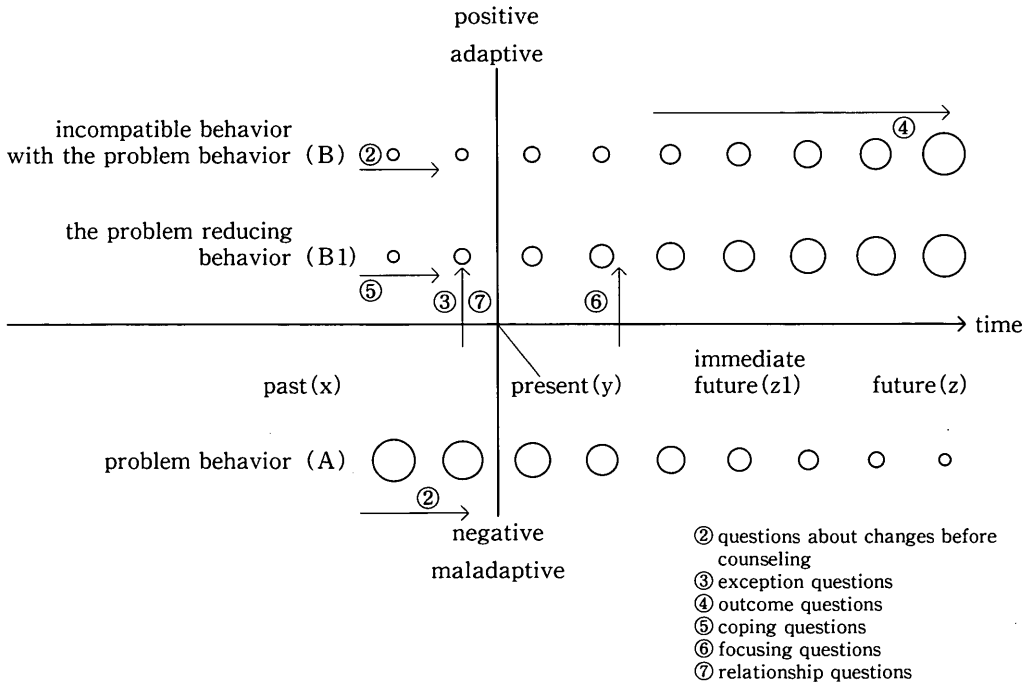 positive
adaptive
incompatible behavior
with the problem behavior (B)
②
④
the problem reducing
behavior (B1)
⑤
③ ⑦
⑥
time
immediate
past(x)
present(y)
future(z1)
future(z)
problem behavior (A)
②
negative
maladaptive
② questions about changes before
counseling
③ exception questions
④ outcome questions
⑤ coping questions
⑥ focusing questions
⑦ relationship questions